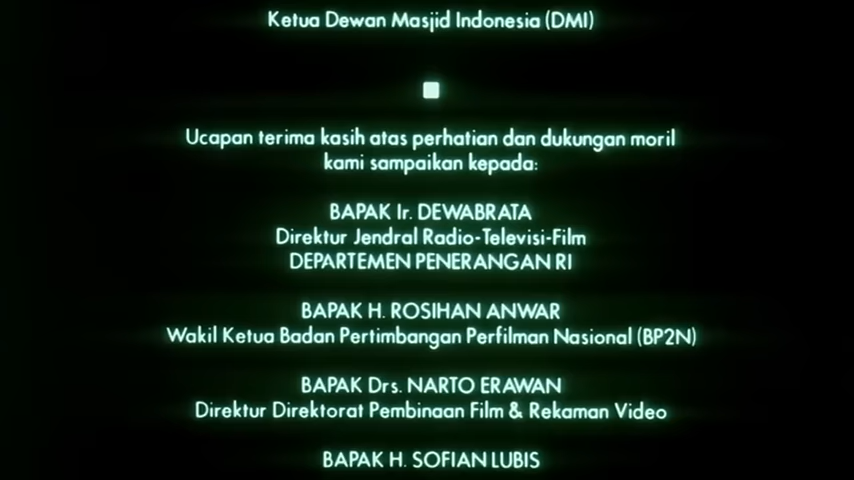 Ketua Dewan Masjid Indonesia (DMI)
Ucapan terima kasih atas perhatian dan dukungan moril
kami sampaikan kepada:
BAPAK Ir. DEWABRATA
Direktur Jendral Radio-Televisi-Film
DEPARTEMEN PENERANGAN RI
BAPAK H. ROSIHAN ANWAR
Wakil Ketua Badan Pertimbangan Perfilman Nasional (BP2N)
BAPAK Drs. NARTO ERAWAN
Direktur Direktorat Pembinaan Film & Rekaman Video
BAPAK H. SOFIAN LUBIS